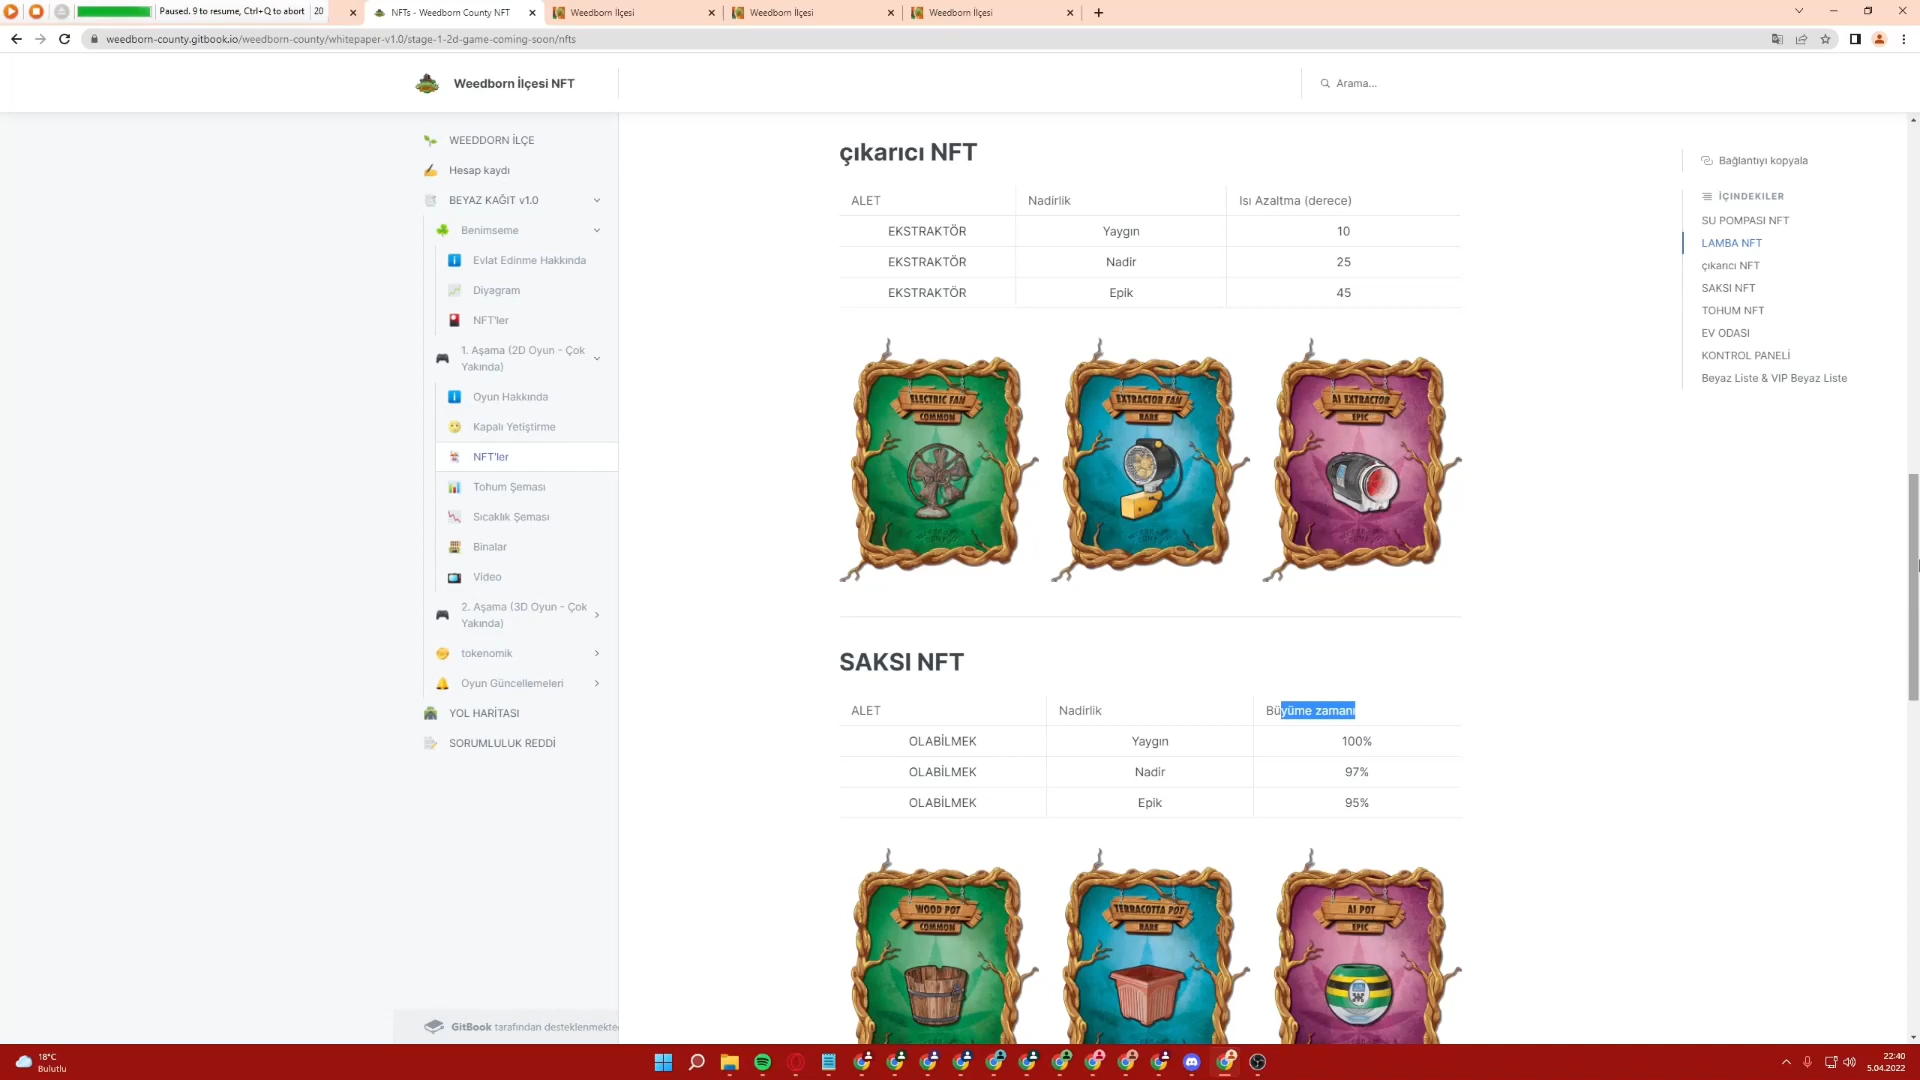 Paused. 9 to resume, Ctrl+Q to abort
20
NFTs - Weedborn County NFT
Weedborn İlçesi
Weedborn İlçesi
Weedborn İlçesi
weedborn-county.gitbook.io/weedborn-county/whitepaper-v1.0/stage-1-2d-game-coming-soon/nfts
Weedborn İlçesi NFT
Arama...
WEEDDORN İLÇE
Hesap kaydı
BEYAZ KAĞIT v1.0
Benimseme
Evlat Edinme Hakkında
Diyagram
NFT'ler
1. Aşama (2D Oyun - Çok
Yakında)
Oyun Hakkında
Kapalı Yetiştirme
NFT'ler
Tohum Şeması
Sıcaklık Şeması
Binalar
Video
2. Aşama (3D Oyun - Çok
Yakında)
tokenomik
Oyun Güncellemeleri
YOL HARİTASI
SORUMLULUK REDDİ
GitBook tarafından desteklenmekte
çıkarıcı NFT
ALET Nadirlik Isı Azaltma (derece)
EKSTRAKTÖR Yaygın 10
EKSTRAKTÖR Nadir 25
EKSTRAKTÖR Epik 45
ELECTRIC FAN
COMMON
EXTRACTOR FAN
RARE
AI EXTRACTOR
EPIC
SAKSI NFT
ALET Nadirlik Büyüme zamanı
OLABİLMEK Yaygın 100%
OLABİLMEK Nadir 97%
OLABİLMEK Epik 95%
WOOD POT
COMMON
TERRACOTTA POT
RARE
AI POT
EPIC
Bağlantıyı kopyala
İÇINDEKILER
SU POMPASI NFT
LAMBA NFT
çıkarıcı NFT
SAKSI NFT
TOHUM NFT
EV ODASI
KONTROL PANELİ
Beyaz Liste & VIP Beyaz Liste
18°C
Bulutlu
22:40
5.04.2022